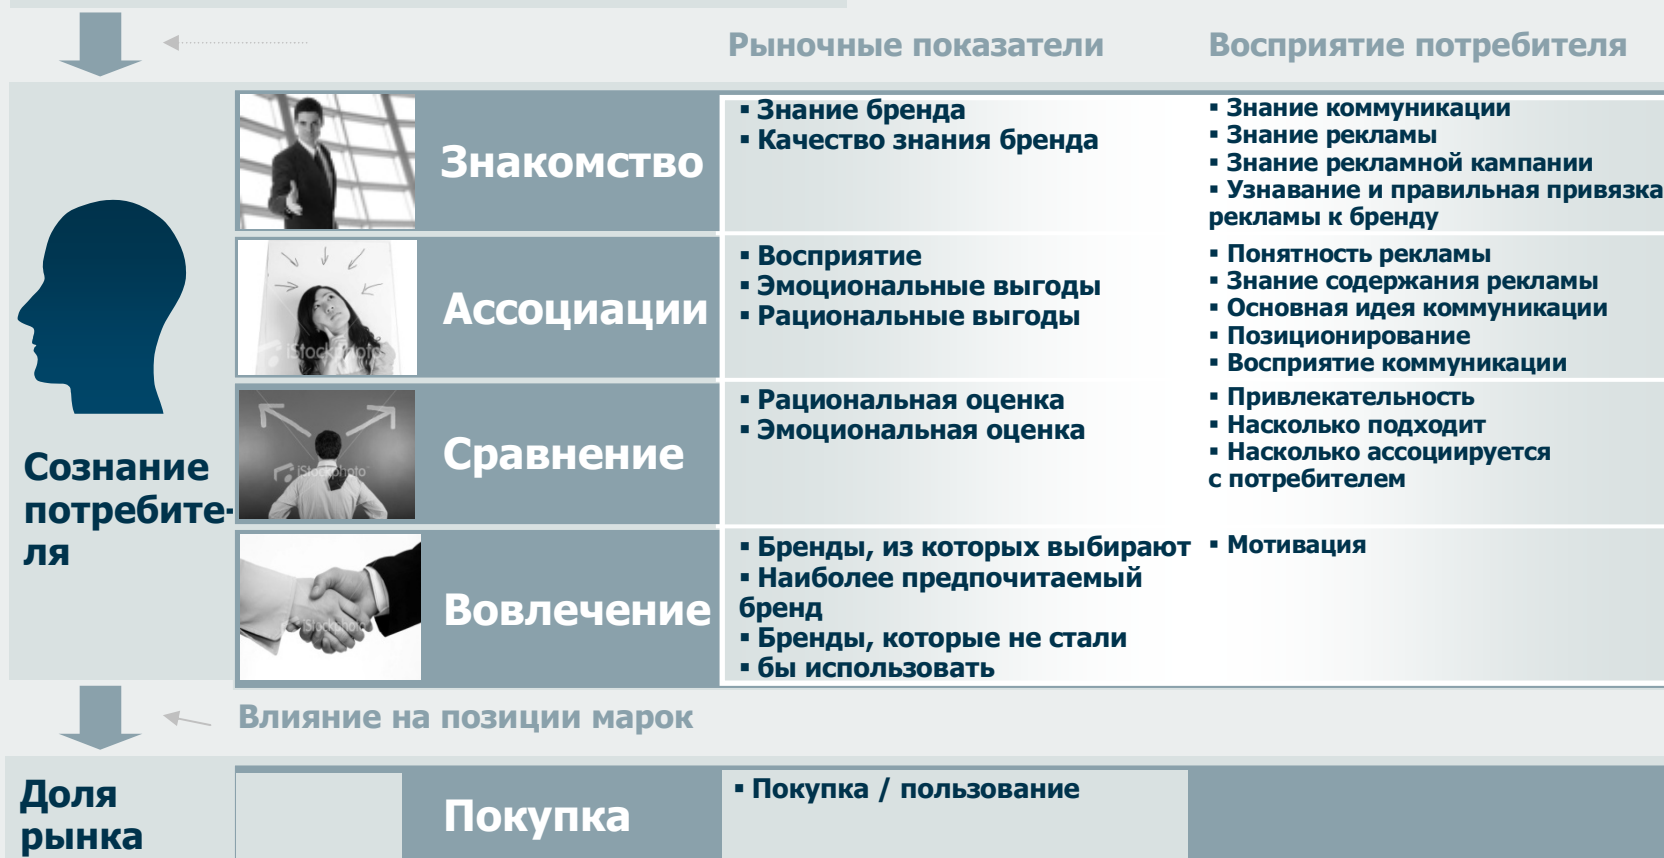 Рыночные показатели
Восприятие потребителя
Знакомство
▪ Знание бренда
▪ Качество знания бренда
▪ Знание коммуникации
▪ Знание рекламы
▪ Знание рекламной кампании
▪ Узнавание и правильная привязка
рекламы к бренду
Ассоциации
▪ Восприятие
▪ Эмоциональные выгоды
▪ Рациональные выгоды
▪ Понятность рекламы
▪ Знание содержания рекламы
▪ Основная идея коммуникации
▪ Позиционирование
▪ Восприятие коммуникации
iStockphoto
Сравнение
▪ Рациональная оценка
▪ Эмоциональная оценка
▪ Привлекательность
▪ Насколько подходит
▪ Насколько ассоциируется
с потребителем
iStockphoto
Сознание
потребите-
ля
Вовлечение
▪ Бренды, из которых выбирают
▪ Наиболее предпочитаемый
бренд
▪ Бренды, которые не стали
▪ бы использовать
▪ Мотивация
iStockphoto
Влияние на позиции марок
Доля
рынка
Покупка
▪ Покупка / пользование